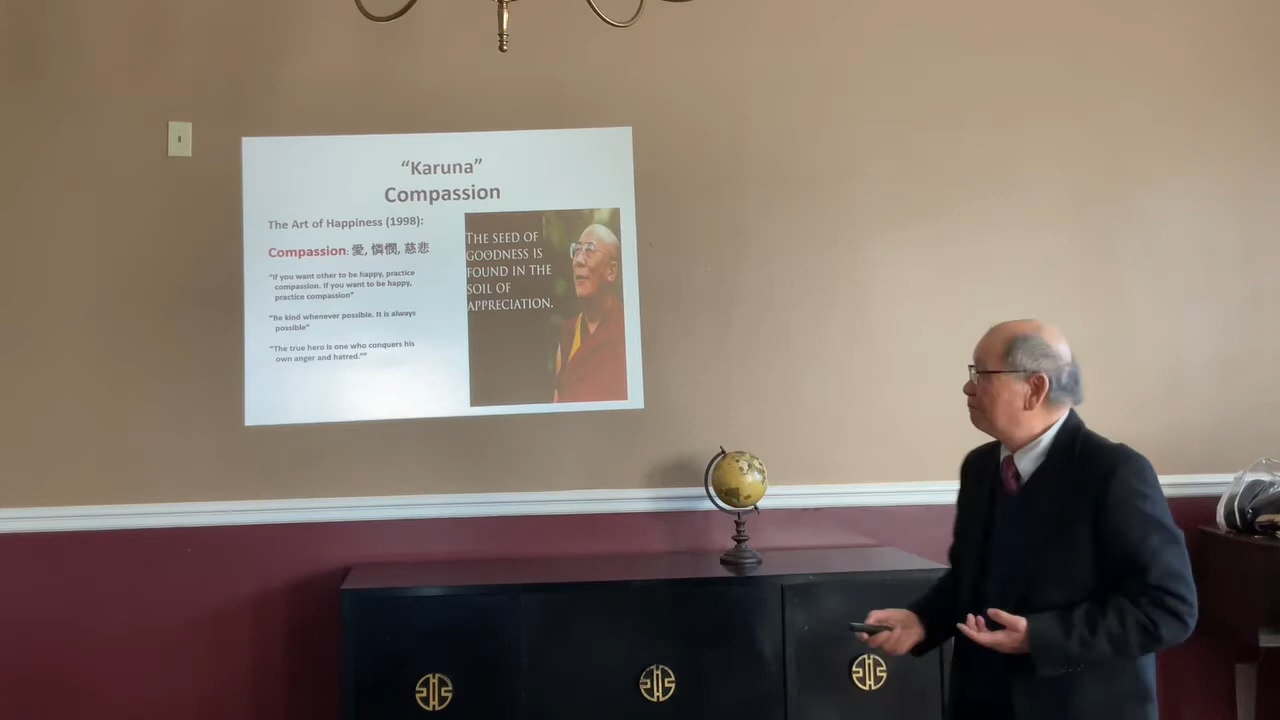 “Karuna”
Compassion
The Art of Happiness (1998):
Compassion: 愛, 憐憫, 慈悲
“If you want other to be happy, practice
compassion. If you want to be happy,
practice compassion”
“Be kind whenever possible. It is always
possible”
“The true hero is one who conquers his
own anger and hatred.””
THE SEED OF
GOODNESS IS
FOUND IN THE
SOIL OF
APPRECIATION.